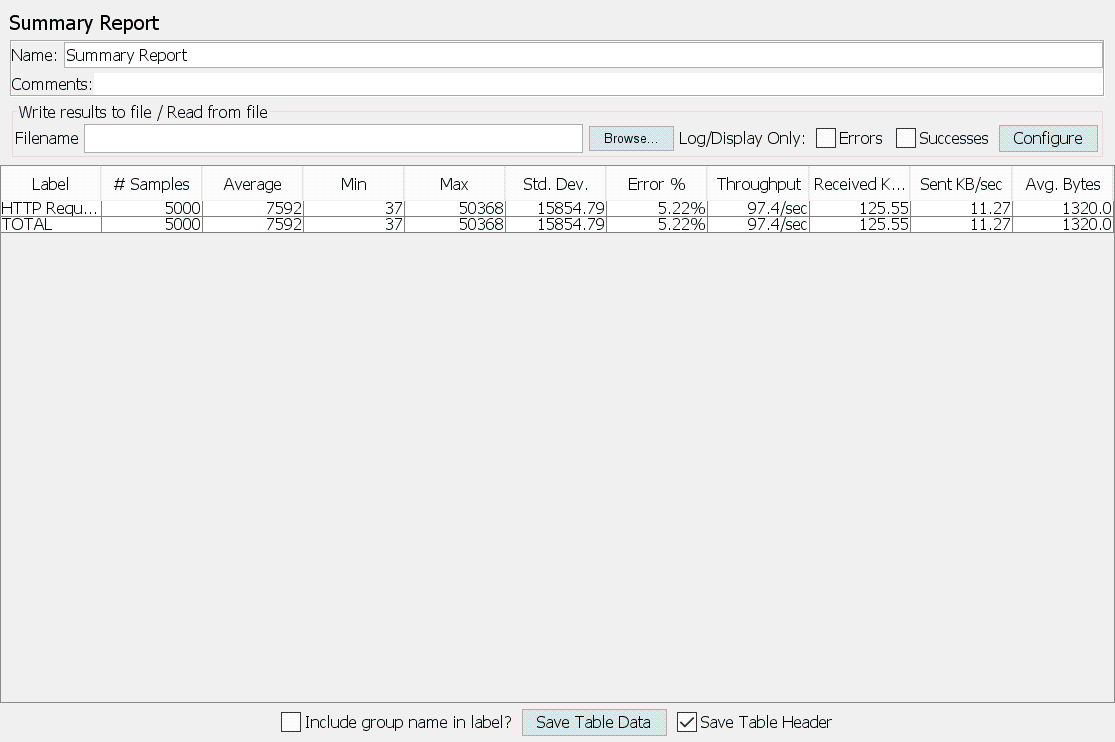 Summary Report
Name: Summary Report
Comments:
Write results to file / Read from file
Filename Browse... Log/Display Only: Errors Successes Configure
Label # Samples Average Min Max Std. Dev. Error % Throughput Received K... Sent KB/sec Avg. Bytes
HTTP Requ... 5000 7592 37 50368 15854.79 5.22% 97.4/sec 125.55 11.27 1320.0
TOTAL 5000 7592 37 50368 15854.79 5.22% 97.4/sec 125.55 11.27 1320.0
Include group name in label? Save Table Data Save Table Header